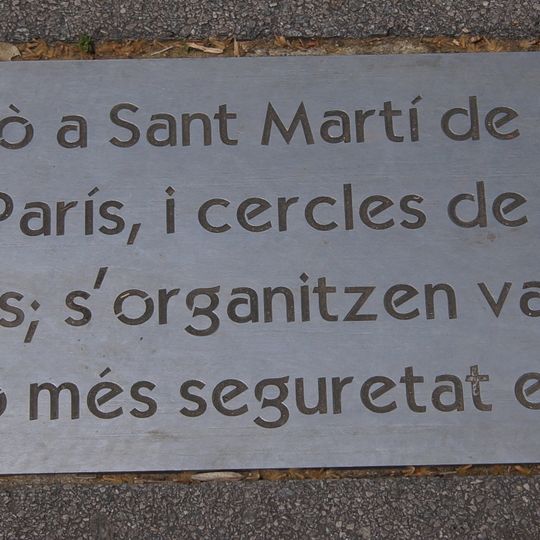 ò a Sant Martí de
París, i cercles de
s; s'organitzen va
o més seguretat e